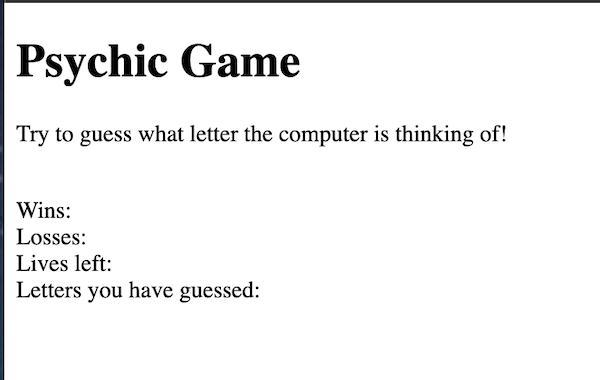 Psychic Game
Try to guess what letter the computer is thinking of!
Wins:
Losses:
Lives left:
Letters you have guessed: